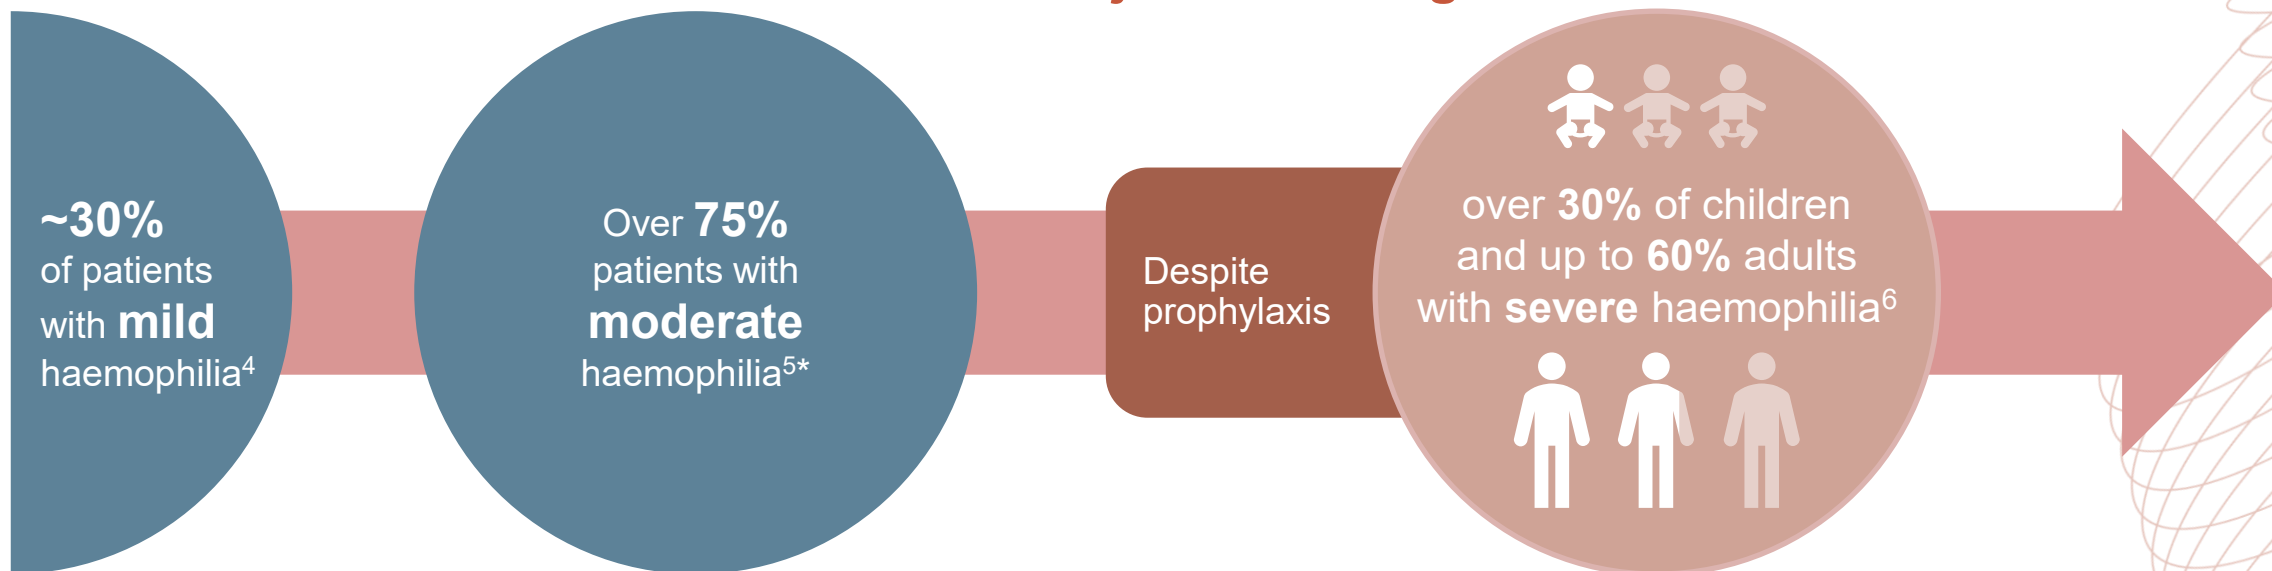 ~30%
of patients
with mild
haemophilia4
Over 75%
patients with
moderate
haemophilia5*
Despite
prophylaxis
over 30% of children
and up to 60% adults
with severe haemophilia6